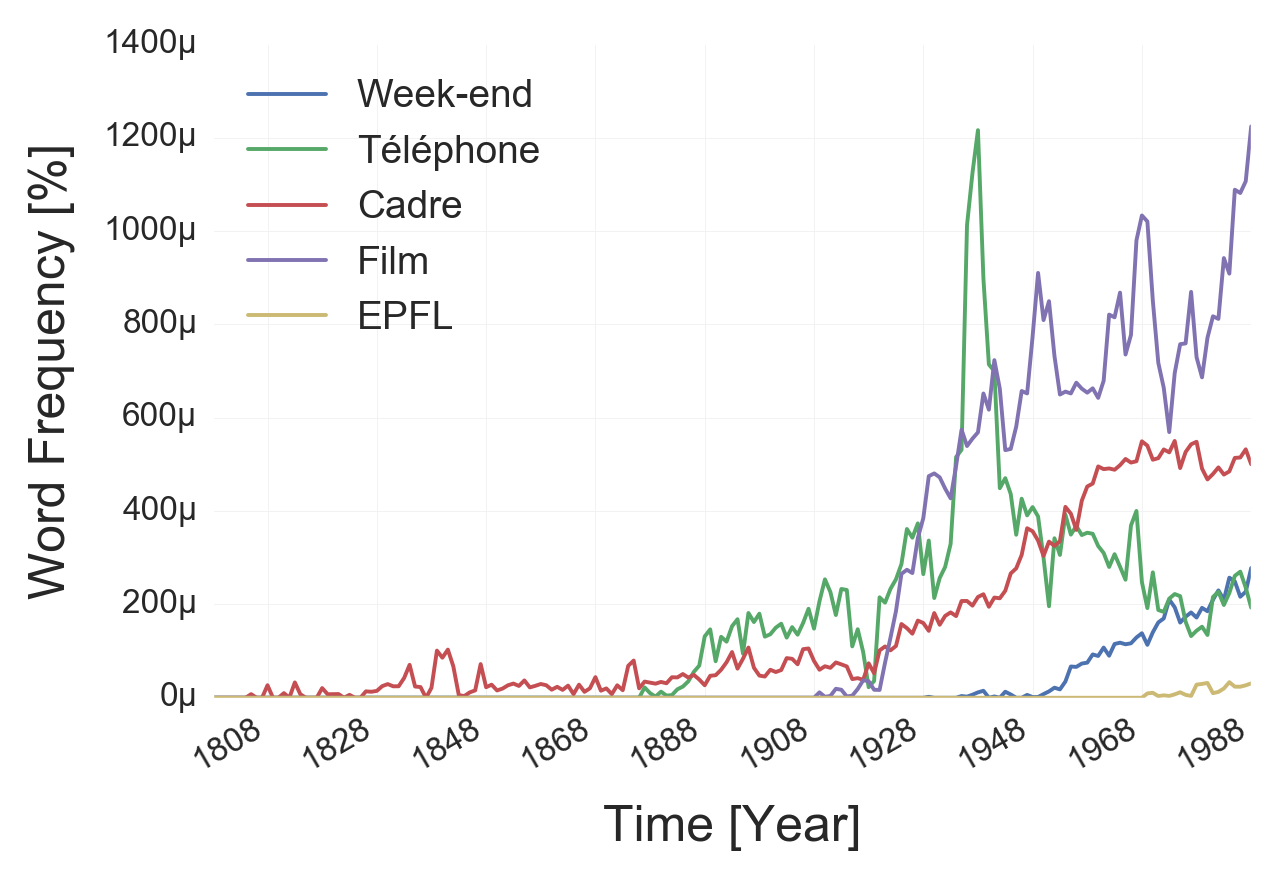 1400µ
1200µ
1000µ
800µ
600µ
400µ
200µ
0µ
Word Frequency [%]
Week-end
Téléphone
Cadre
Film
EPFL
1808 1828 1848 1868 1888 1908 1928 1948 1968 1988
Time [Year]